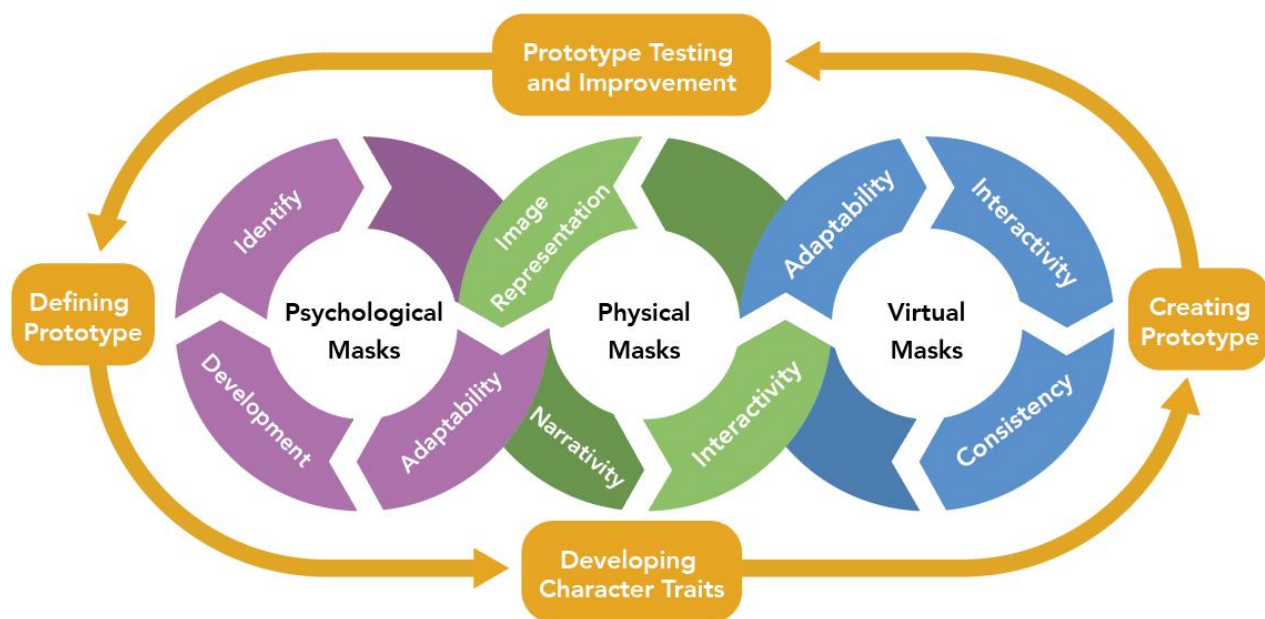 Prototype Testing
and Improvement
Identify
Image
Representation
Adaptability
Interactivity
Defining
Prototype
Psychological
Masks
Physical
Masks
Virtual
Masks
Creating
Prototype
Development
Adaptability
Narrativity
Interactivity
Consistency
Developing
Character Traits